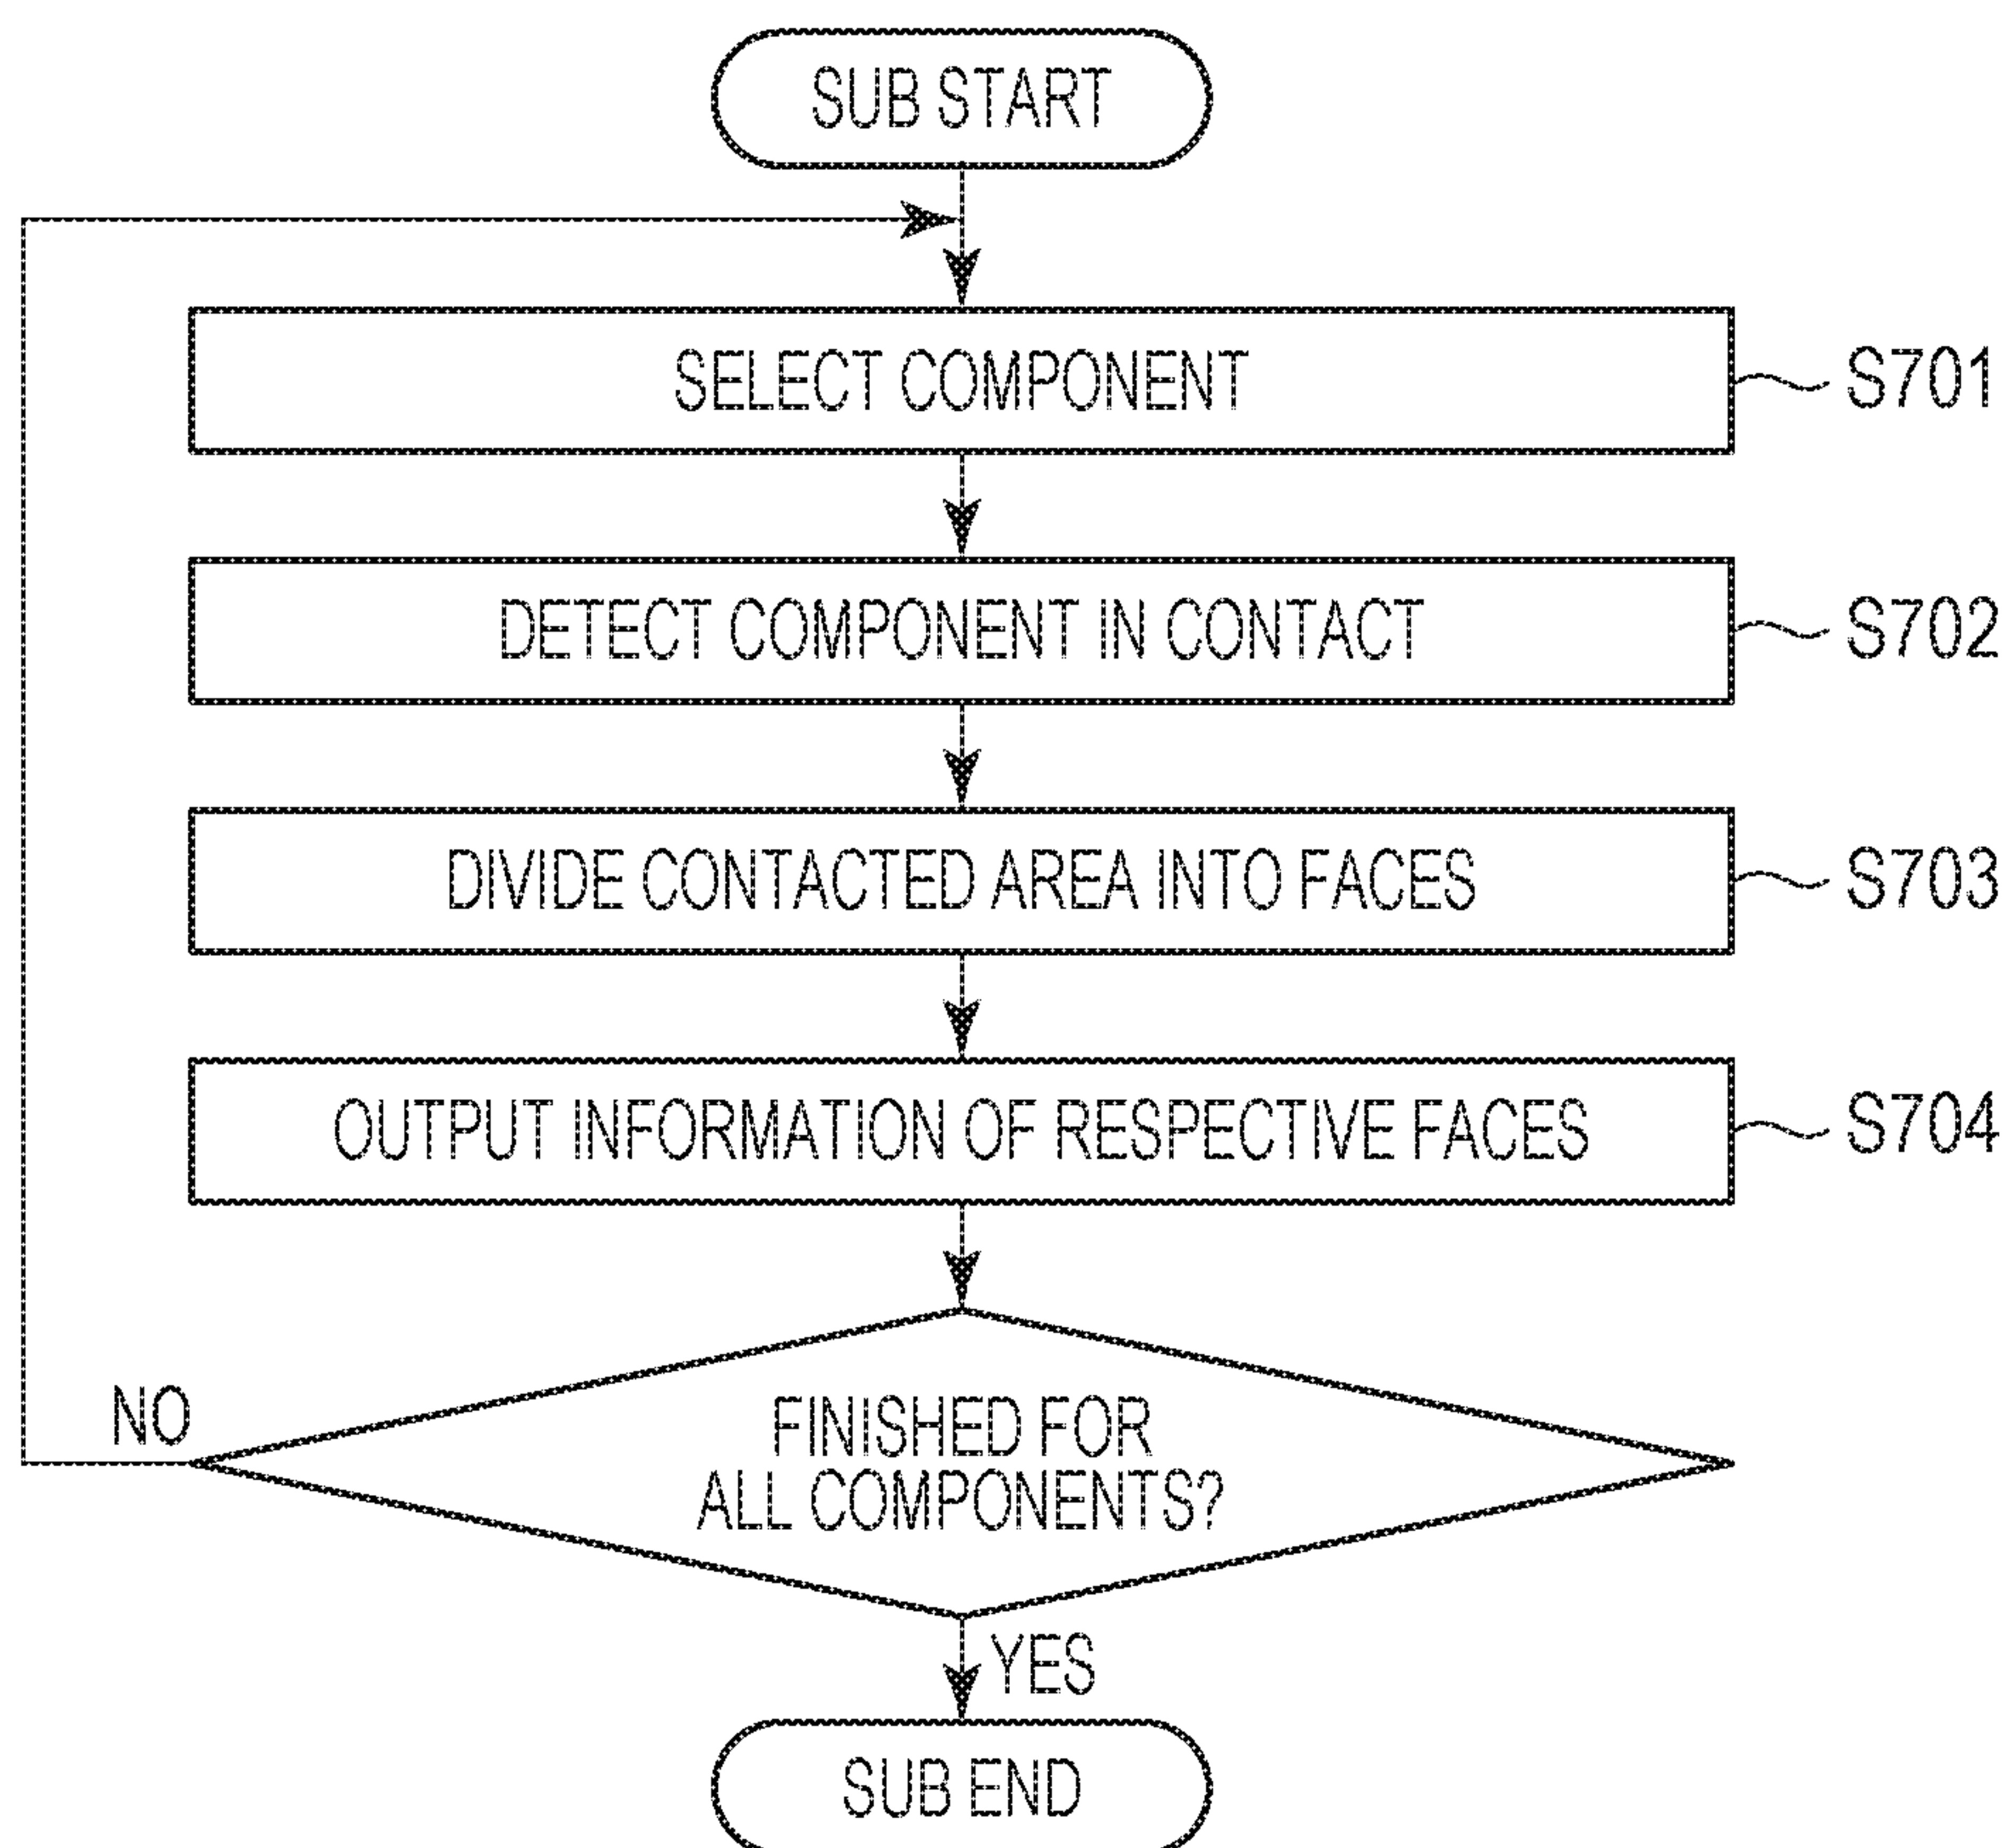 SUB START
SELECT COMPONENT
S701
DETECT COMPONENT IN CONTACT
S702
DIVIDE CONTACTED AREA INTO FACES
S703
OUTPUT INFORMATION OF RESPECTIVE FACES
S704
NO
FINISHED FOR
ALL COMPONENTS?
YES
SUB END